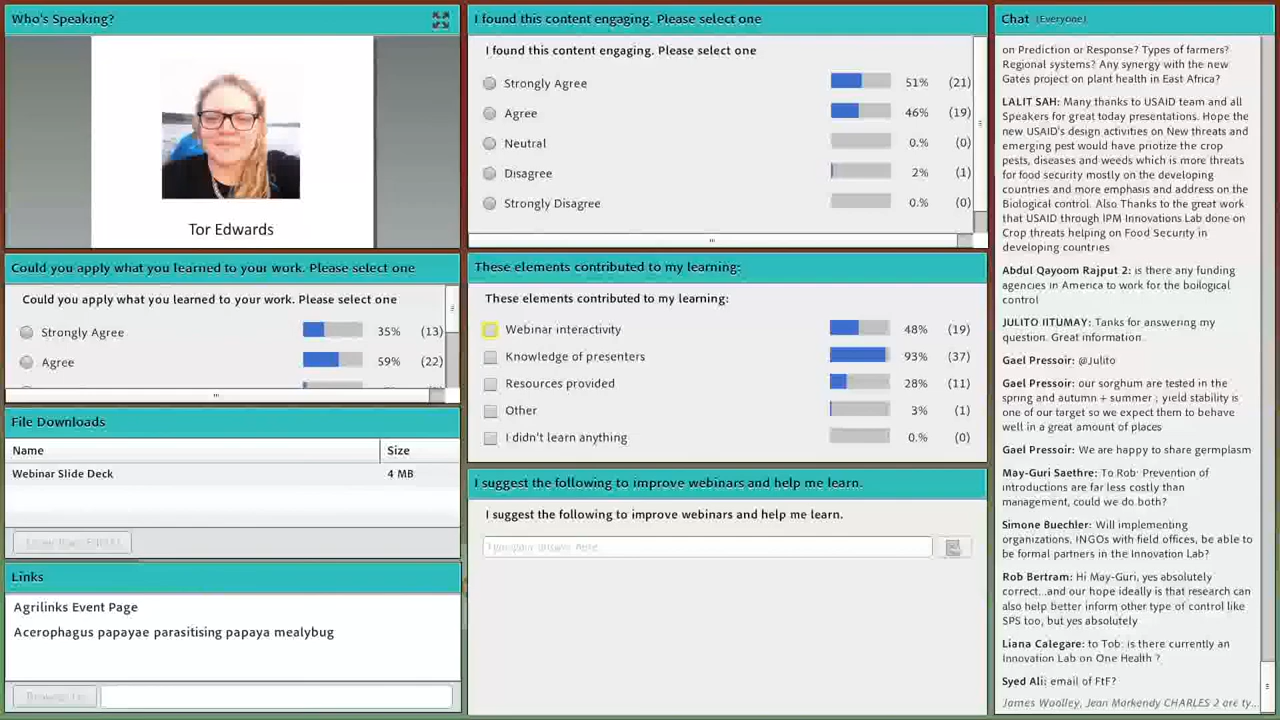 Who's Speaking?
Tor Edwards
Could you apply what you learned to your work. Please select one
Could you apply what you learned to your work. Please select one
Strongly Agree 35% (13)
Agree 59% (22)
File Downloads
Name Size
Webinar Slide Deck 4 MB
Links
Agrilinks Event Page
Acerophagus papayae parasitising papaya mealybug
I found this content engaging. Please select one
I found this content engaging. Please select one
Strongly Agree 51% (21)
Agree 46% (19)
Neutral 0.% (0)
Disagree 2% (1)
Strongly Disagree 0.% (0)
These elements contributed to my learning:
These elements contributed to my learning:
Webinar interactivity 48% (19)
Knowledge of presenters 93% (37)
Resources provided 28% (11)
Other 3% (1)
I didn't learn anything 0.% (0)
I suggest the following to improve webinars and help me learn.
I suggest the following to improve webinars and help me learn.
Chat (Everyone)
on Prediction or Response? Types of farmers?
Regional systems? Any synergy with the new
Gates project on plant health in East Africa?
LALIT SAH: Many thanks to USAID team and all
Speakers for great today presentations. Hope the
new USAID's design activities on New threats and
emerging pest would have priotize the crop
pests, diseases and weeds which is more threats
for food security mostly on the developing
countries and more emphasis and address on the
Biological control. Also Thanks to the great work
that USAID through IPM Innovations Lab done on
Crop threats helping on Food Security in
developing countries
Abdul Qayoom Rajput 2: is there any funding
agencies in America to work for the boilogical
control
JULITO IITUMAY: Tanks for answering my
question. Great information.
Gael Pressoir: @Julito
Gael Pressoir: our sorghum are tested in the
spring and autumn + summer ; yield stability is
one of our target so we expect them to behave
well in a great amount of places
Gael Pressoir: We are happy to share germplasm
May-Guri Saethre: To Rob: Prevention of
introductions are far less costly than
management, could we do both?
Simone Buechler: Will implementing
organizations, INGOs with field offices, be able to
be formal partners in the Innovation Lab?
Rob Bertram: Hi May-Guri, yes absolutely
correct...and our hope ideally is that research can
also help better inform other type of control like
SPS too, but yes absolutely
Liana Calegare: to Tob: is there currently an
Innovation Lab on One Health ?
Syed Ali: email of FtF?
James Woolley, Jean Markendy CHARLES 2 are ty...